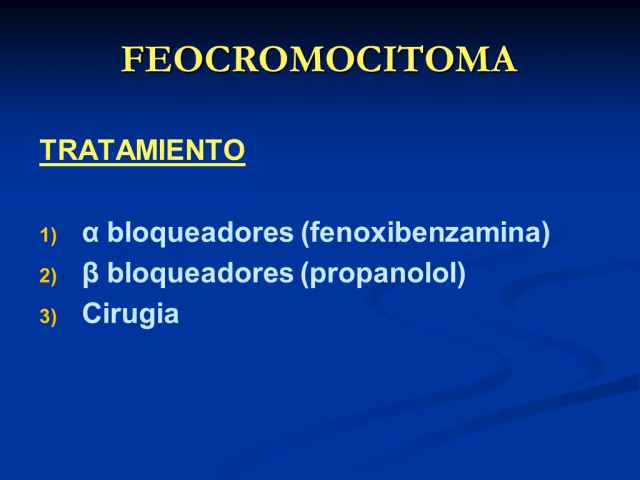 FEOCROMOCITOMA
TRATAMIENTO
1) α bloqueadores (fenoxibenzamina)
2) β bloqueadores (propanolol)
3) Cirugia